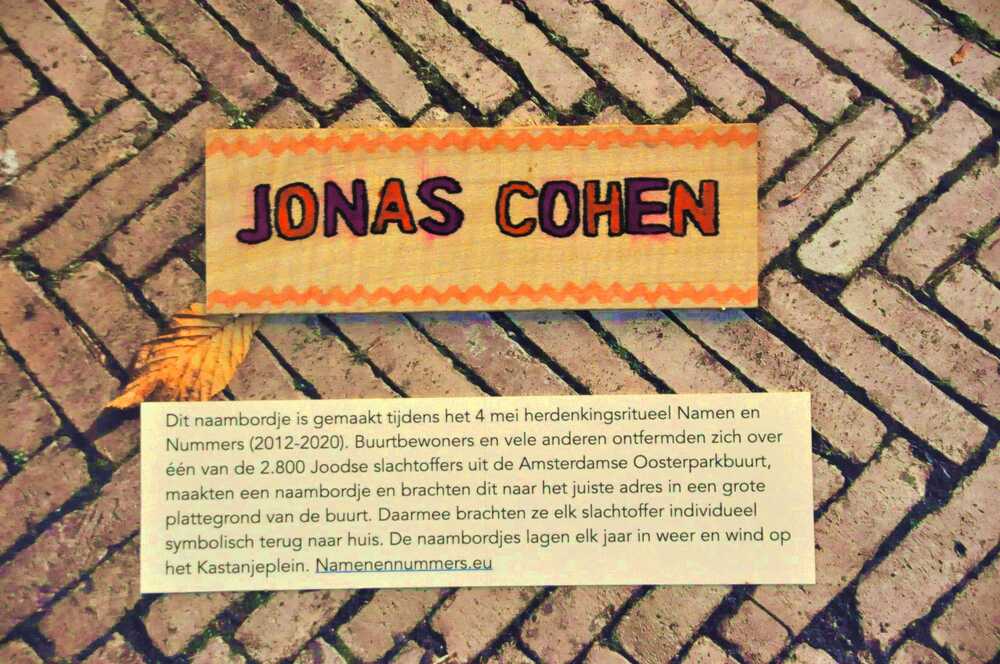 JONAS COHEN
Dit naambordje is gemaakt tijdens het 4 mei herdenkingsritueel Namen en
Nummers (2012-2020). Buurtbewoners en vele anderen ontfermden zich over
één van de 2.800 Joodse slachtoffers uit de Amsterdamse Oosterparkbuurt,
maakten een naambordje en brachten dit naar het juiste adres in een grote
plattegrond van de buurt. Daarmee brachten ze elk slachtoffer individueel
symbolisch terug naar huis. De naambordjes lagen elk jaar in weer en wind op
het Kastanjeplein. Namenennummers.eu